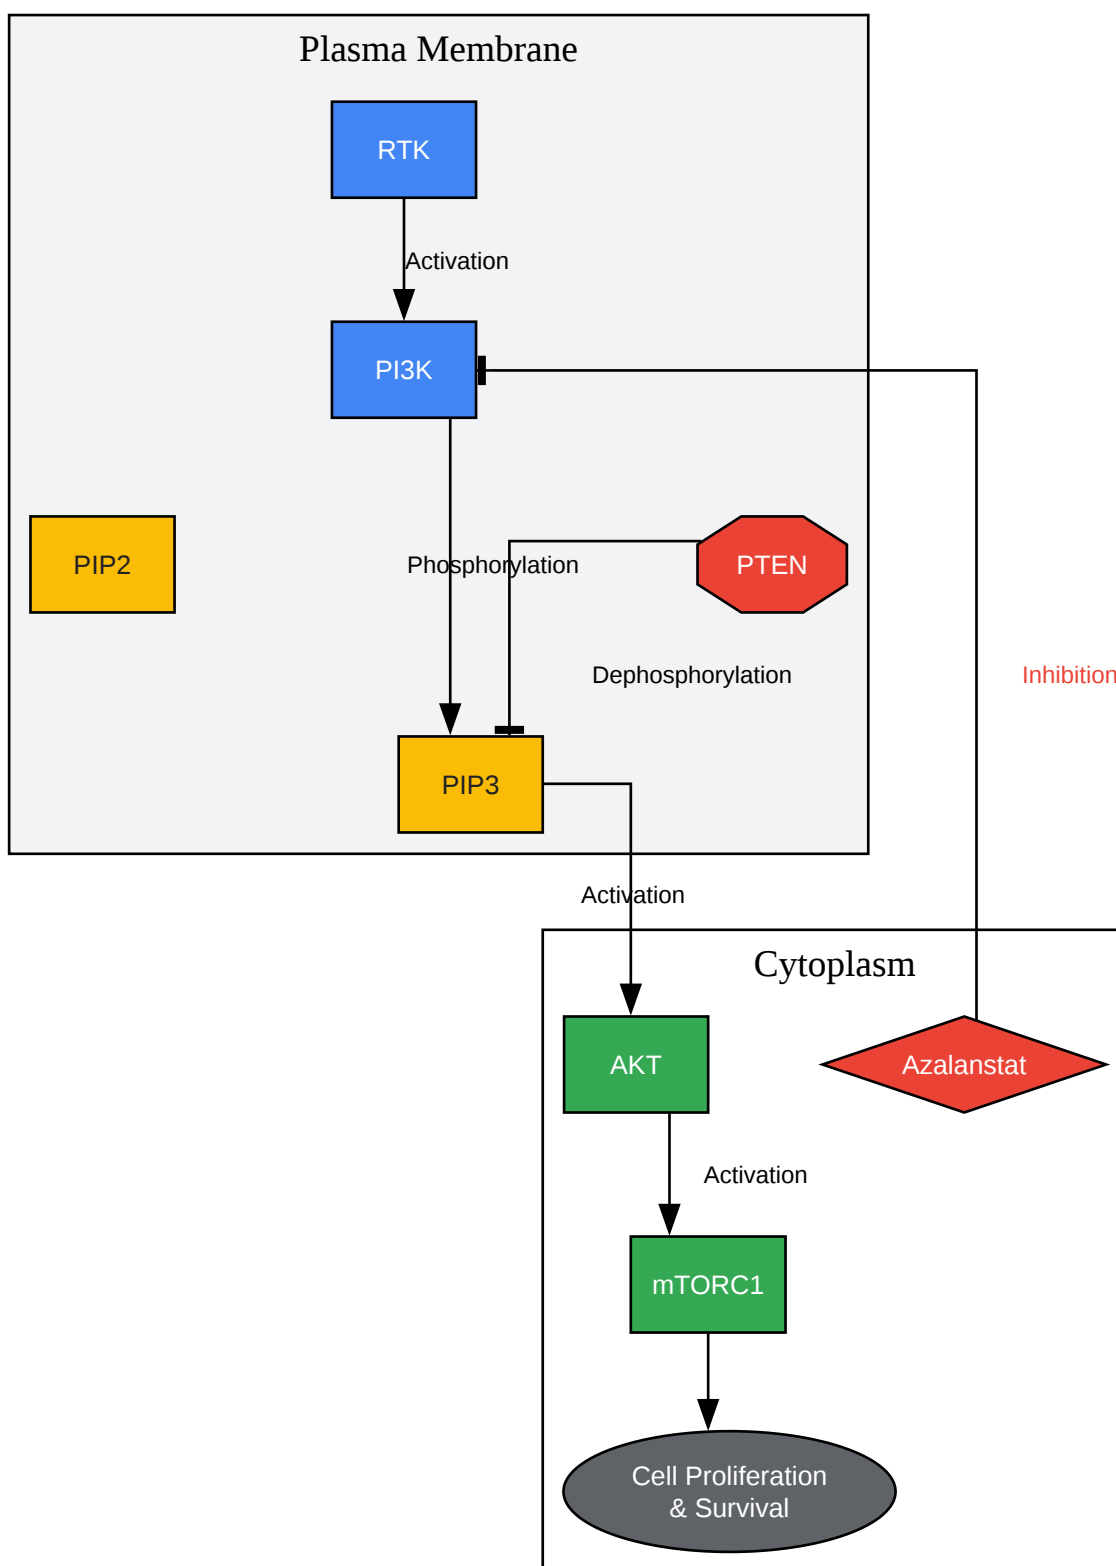 Plasma Membrane
RTK
Activation
PI3K
PIP2
Phosphorylation
PTEN
Dephosphorylation
Inhibition
PIP3
Activation
Cytoplasm
AKT
Azalanstat
Activation
mTORC1
Cell Proliferation
& Survival